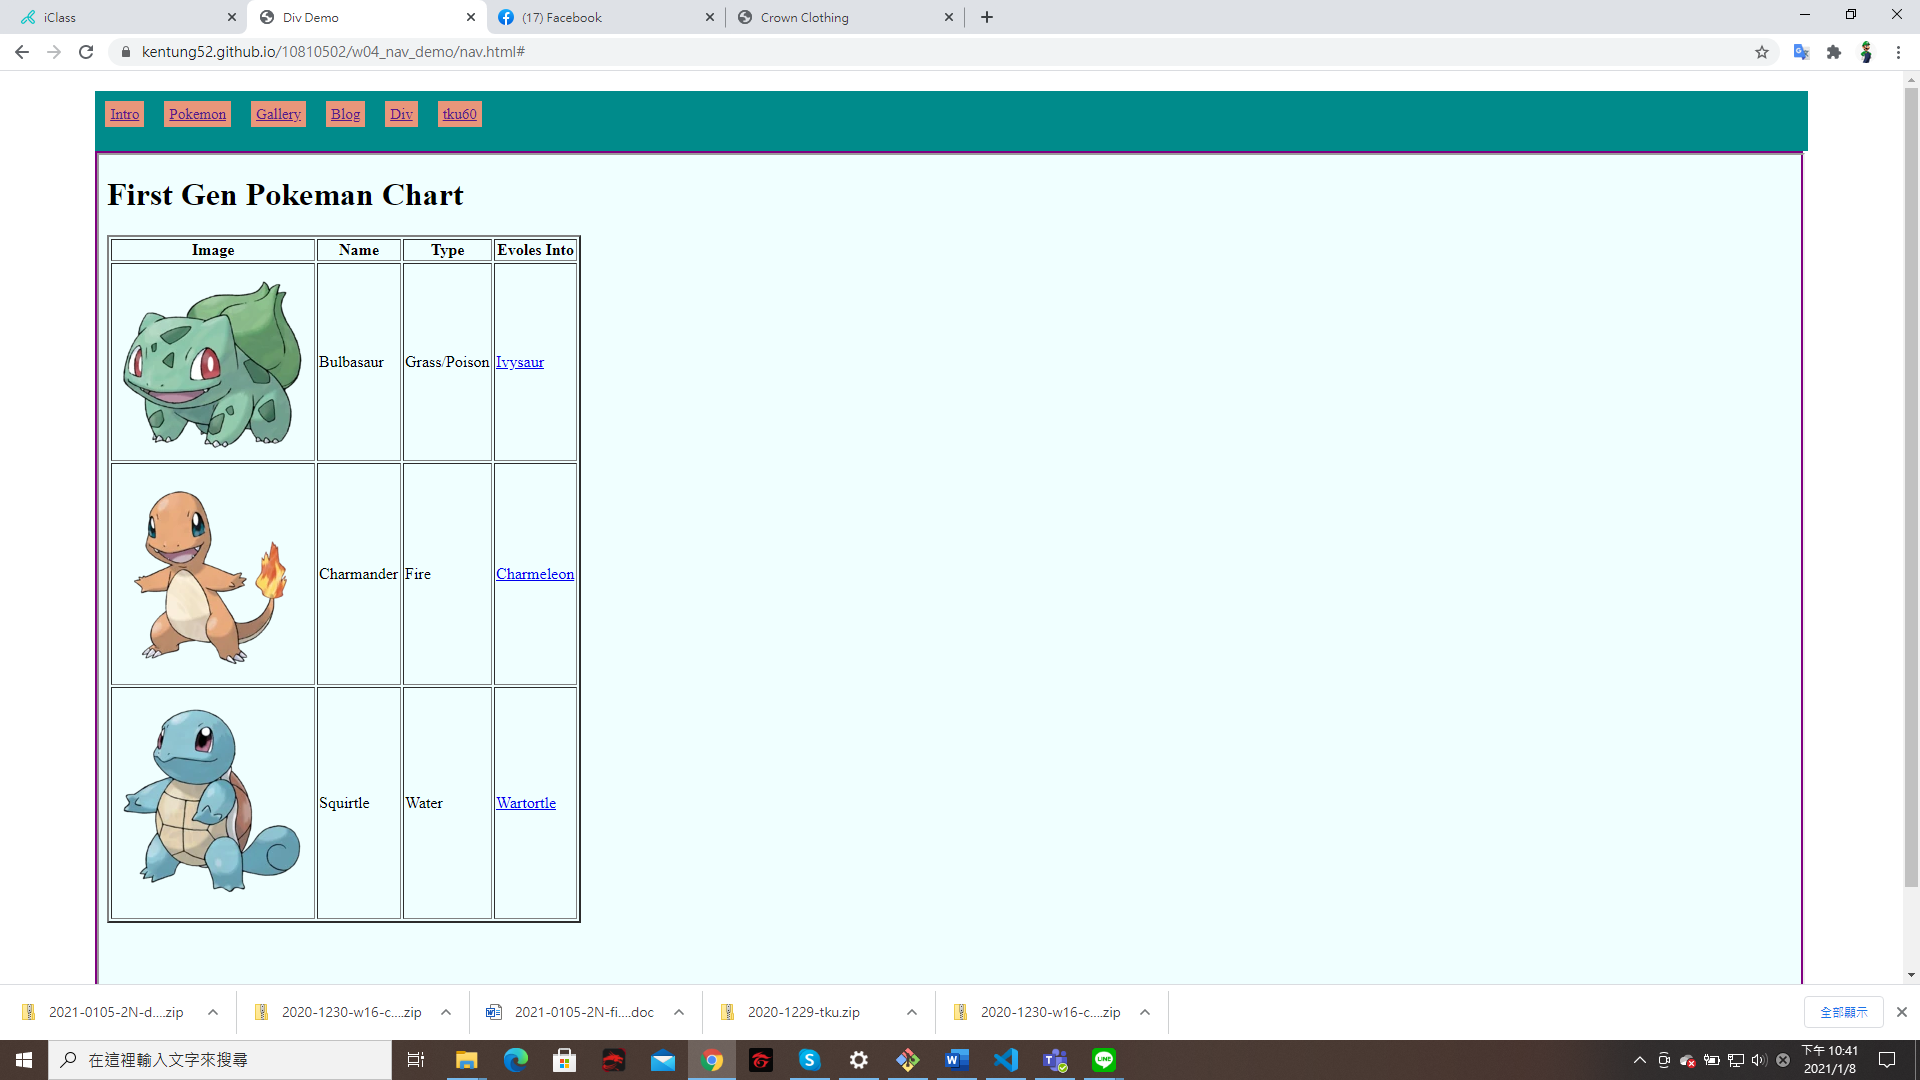 iClass
Div Demo
(17) Facebook
Crown Clothing
kentung52.github.io/10810502/w04_nav_demo/nav.html#
Intro Pokemon Gallery Blog Div tku60
First Gen Pokeman Chart
Image Name Type Evoles Into
Bulbasaur Grass/Poison Ivysaur
Charmander Fire Charmeleon
Squirtle Water Wartortle
2021-0105-2N-d....zip
2020-1230-w16-c....zip
2021-0105-2N-fi....doc
2020-1229-tku.zip
2020-1230-w16-c....zip
全部顯示
在這裡輸入文字來搜尋
下午 10:41
2021/1/8